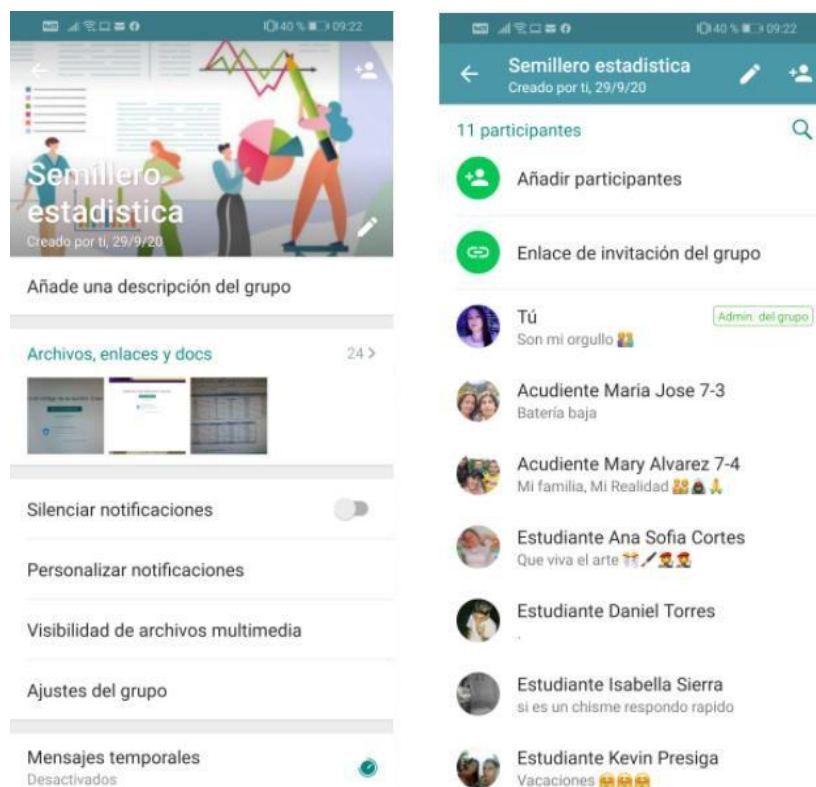 40 % 09:22
Semillero
estadistica
Creado por ti, 29/9/20
Añade una descripción del grupo
Archivos, enlaces y docs 24 >
Silenciar notificaciones
Personalizar notificaciones
Visibilidad de archivos multimedia
Ajustes del grupo
Mensajes temporales
Desactivados
40 % 09:22
Semillero estadistica
Creado por ti, 29/9/20
11 participantes
Añadir participantes
Enlace de invitación del grupo
Tú Admin. del grupo
Son mi orgullo
Acudiente Maria Jose 7-3
Batería baja
Acudiente Mary Alvarez 7-4
Mi familia, Mi Realidad
Estudiante Ana Sofia Cortes
Que viva el arte
Estudiante Daniel Torres
.
Estudiante Isabella Sierra
si es un chisme respondo rapido
Estudiante Kevin Presiga
Vacaciones